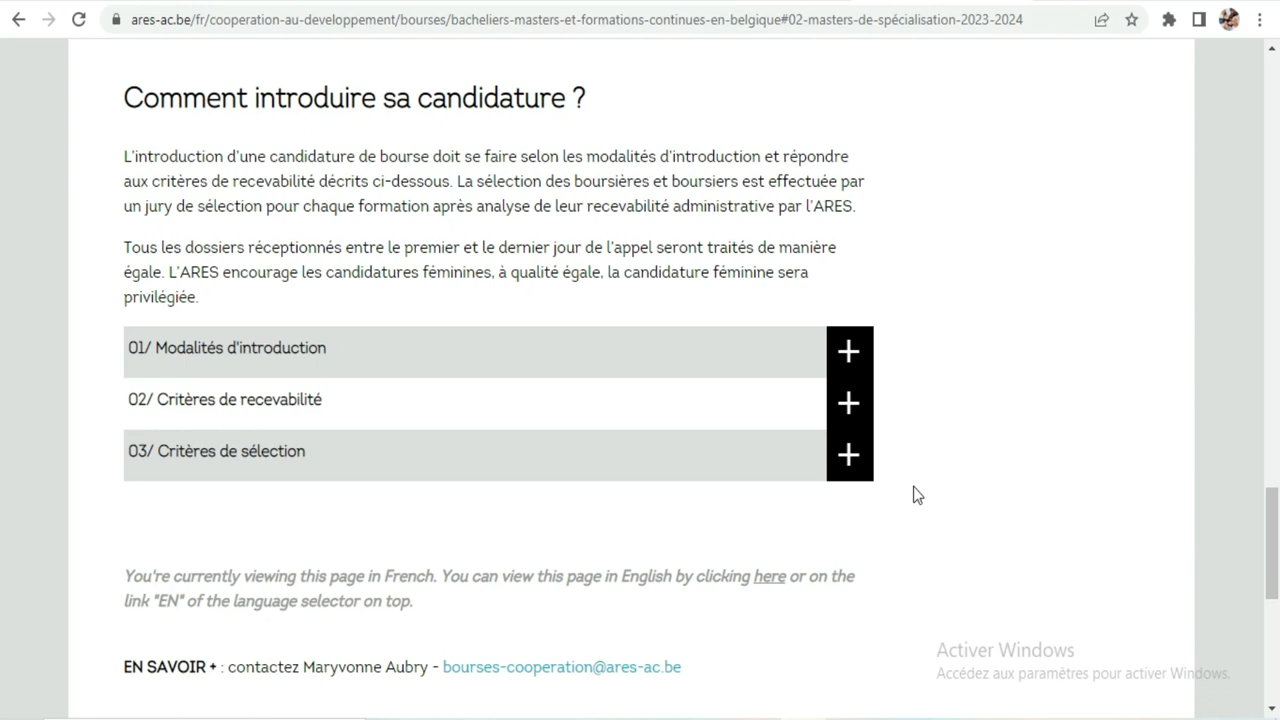 ares-ac.be/fr/cooperation-au-developpement/bourses/bacheliers-masters-et-formations-continues-en-belgique#02-masters-de-spécialisation-2023-2024
Comment introduire sa candidature ?
L'introduction d'une candidature de bourse doit se faire selon les modalités d'introduction et répondre
aux critères de recevabilité décrits ci-dessous. La sélection des boursières et boursiers est effectuée par
un jury de sélection pour chaque formation après analyse de leur recevabilité administrative par l'ARES.
Tous les dossiers réceptionnés entre le premier et le dernier jour de l'appel seront traités de manière
égale. L'ARES encourage les candidatures féminines, à qualité égale, la candidature féminine sera
privilégiée.
01/ Modalités d'introduction
02/ Critères de recevabilité
03/ Critères de sélection
You're currently viewing this page in French. You can view this page in English by clicking here or on the
link "EN" of the language selector on top.
EN SAVOIR + : contactez Maryvonne Aubry - bourses-cooperation@ares-ac.be
Activer Windows
Accédez aux paramètres pour activer Windows.